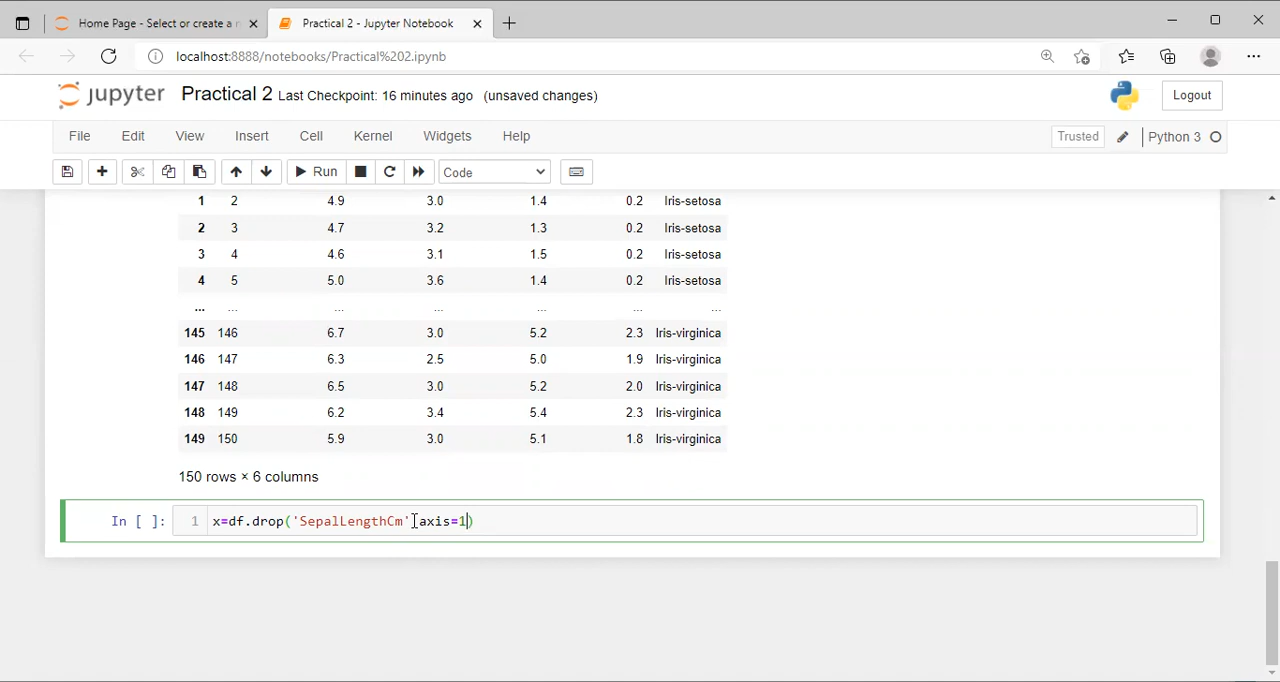 Home Page - Select or create a n
Practical 2 - Jupyter Notebook
localhost:8888/notebooks/Practical%202.ipynb
jupyter Practical 2 Last Checkpoint: 16 minutes ago (unsaved changes) Logout
File Edit View Insert Cell Kernel Widgets Help Trusted Python 3
Run Code
1 2 4.9 3.0 1.4 0.2 Iris-setosa
2 3 4.7 3.2 1.3 0.2 Iris-setosa
3 4 4.6 3.1 1.5 0.2 Iris-setosa
4 5 5.0 3.6 1.4 0.2 Iris-setosa
... ... ... ... ... ... ...
145 146 6.7 3.0 5.2 2.3 Iris-virginica
146 147 6.3 2.5 5.0 1.9 Iris-virginica
147 148 6.5 3.0 5.2 2.0 Iris-virginica
148 149 6.2 3.4 5.4 2.3 Iris-virginica
149 150 5.9 3.0 5.1 1.8 Iris-virginica
150 rows × 6 columns
In [ ]: 1 x=df.drop('SepalLengthCm' axis=1)